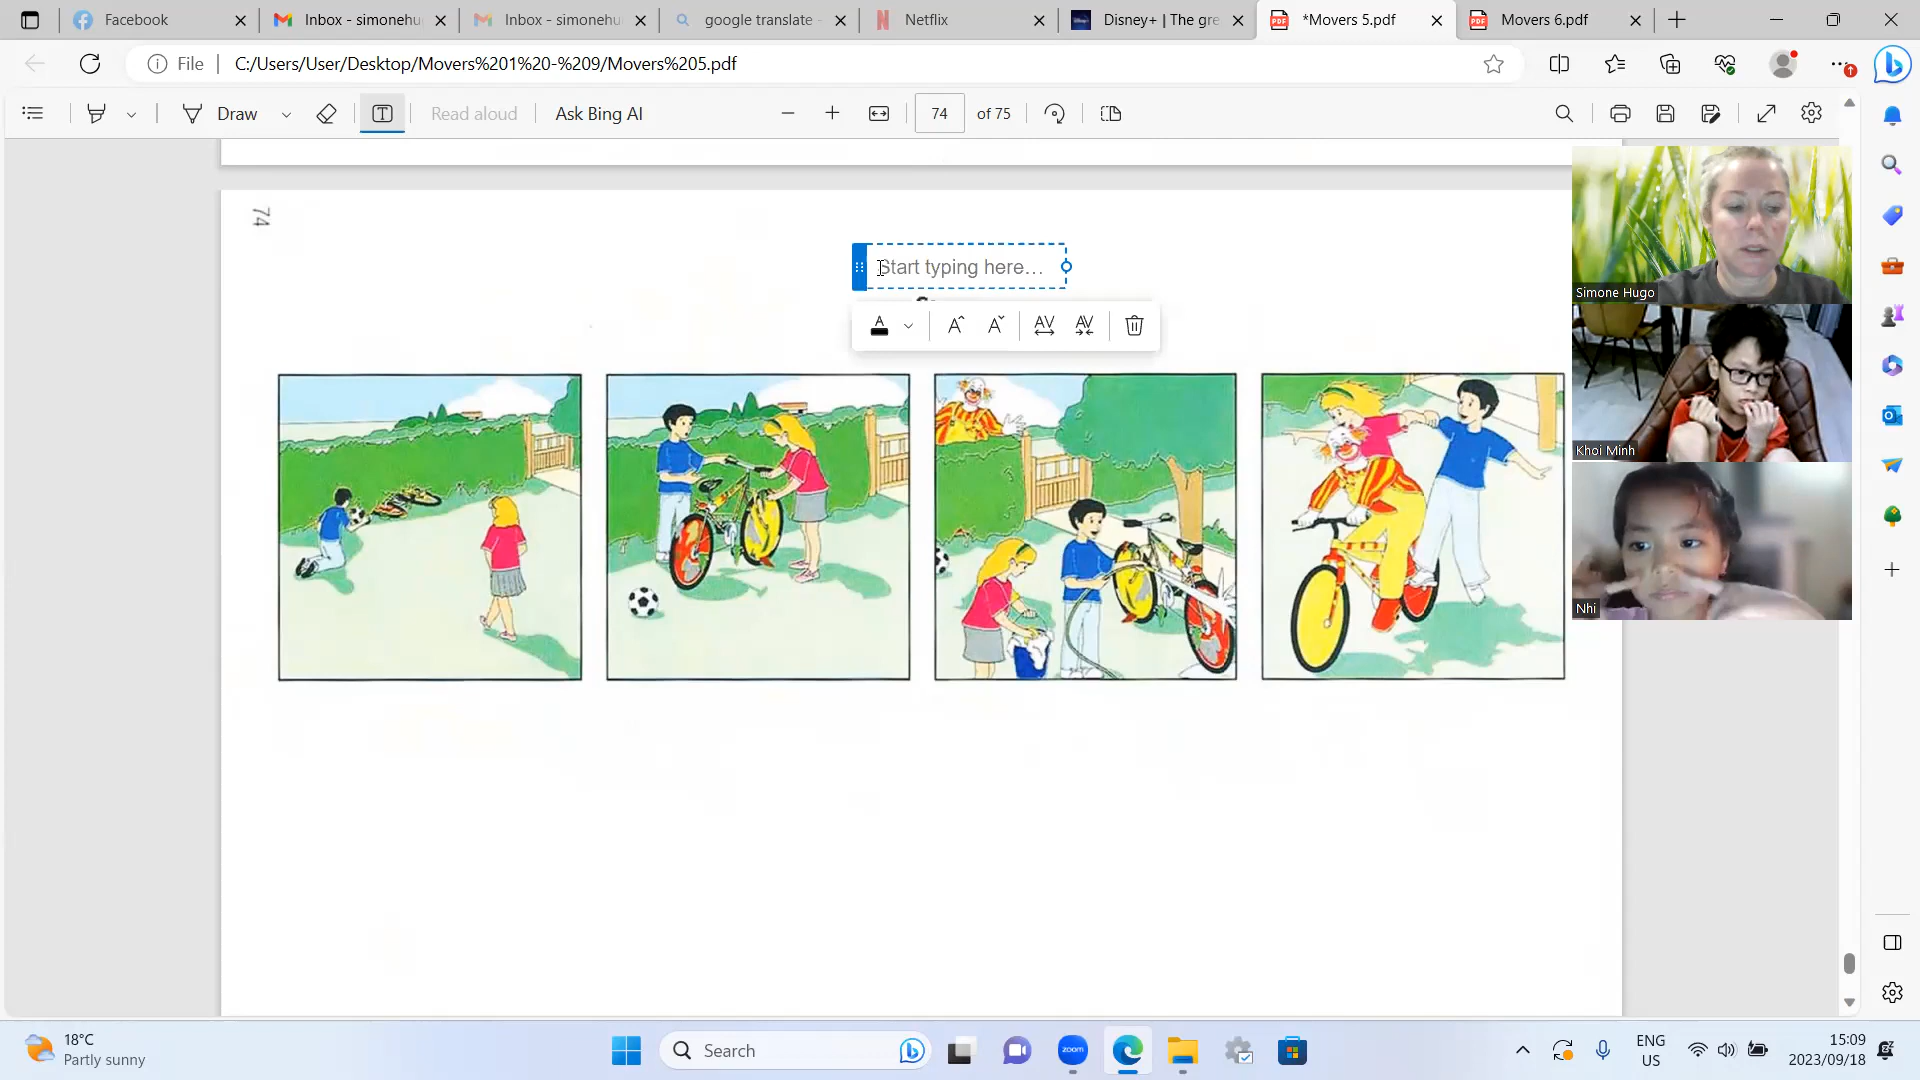 Facebook
Inbox - simonehu
Inbox - simonehu
google translate -
Netflix
Disney+ | The gre
*Movers 5.pdf
Movers 6.pdf
File
C:/Users/User/Desktop/Movers%201%20-%209/Movers%205.pdf
Draw
Read aloud
Ask Bing AI
74
of 75
74
Start typing here...
Simone Hugo
Khoi Minh
Nhi
18°C
Partly sunny
Search
zoom
ENG
US
15:09
2023/09/18